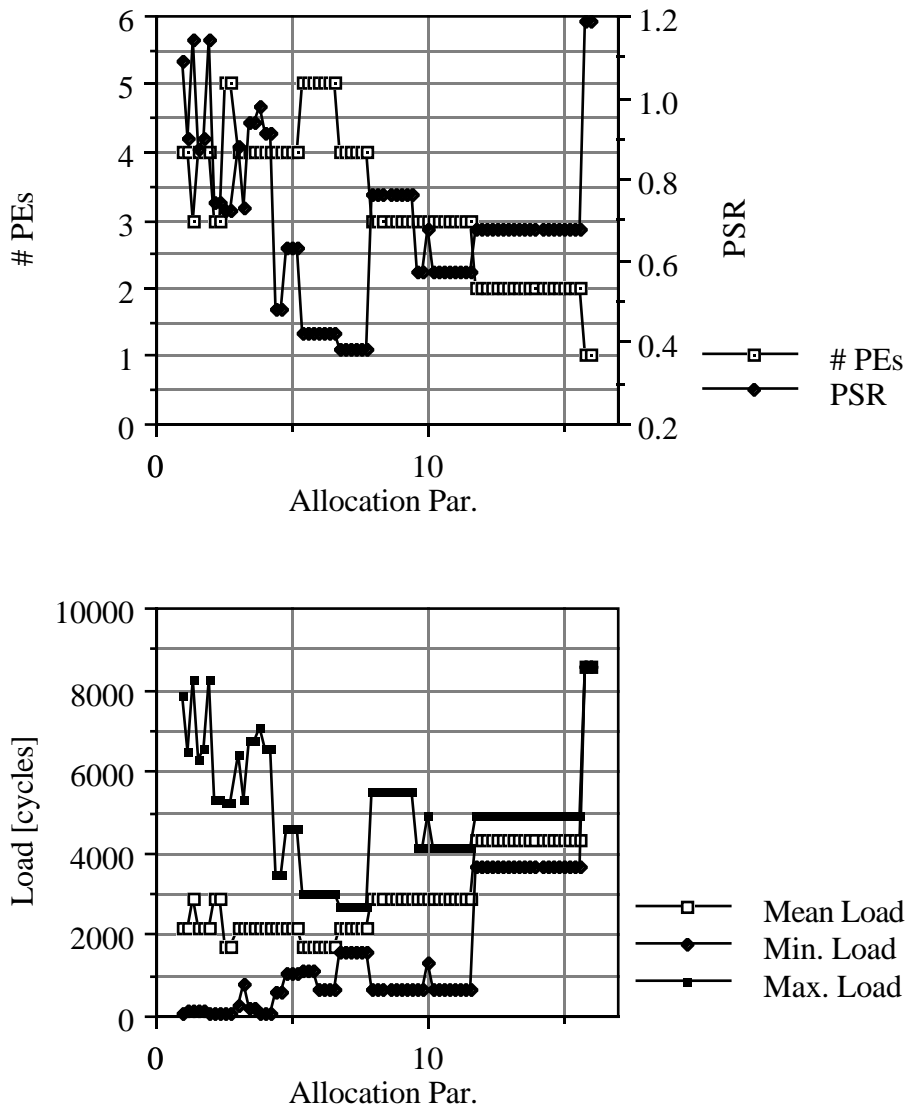 6
5
4
3
2
1
0
# PEs
1.2
1.0
0.8
0.6
0.4
0.2
PSR
# PEs
PSR
0
10
Allocation Par.
10000
8000
6000
4000
2000
0
Load [cycles]
Mean Load
Min. Load
Max. Load
0
10
Allocation Par.